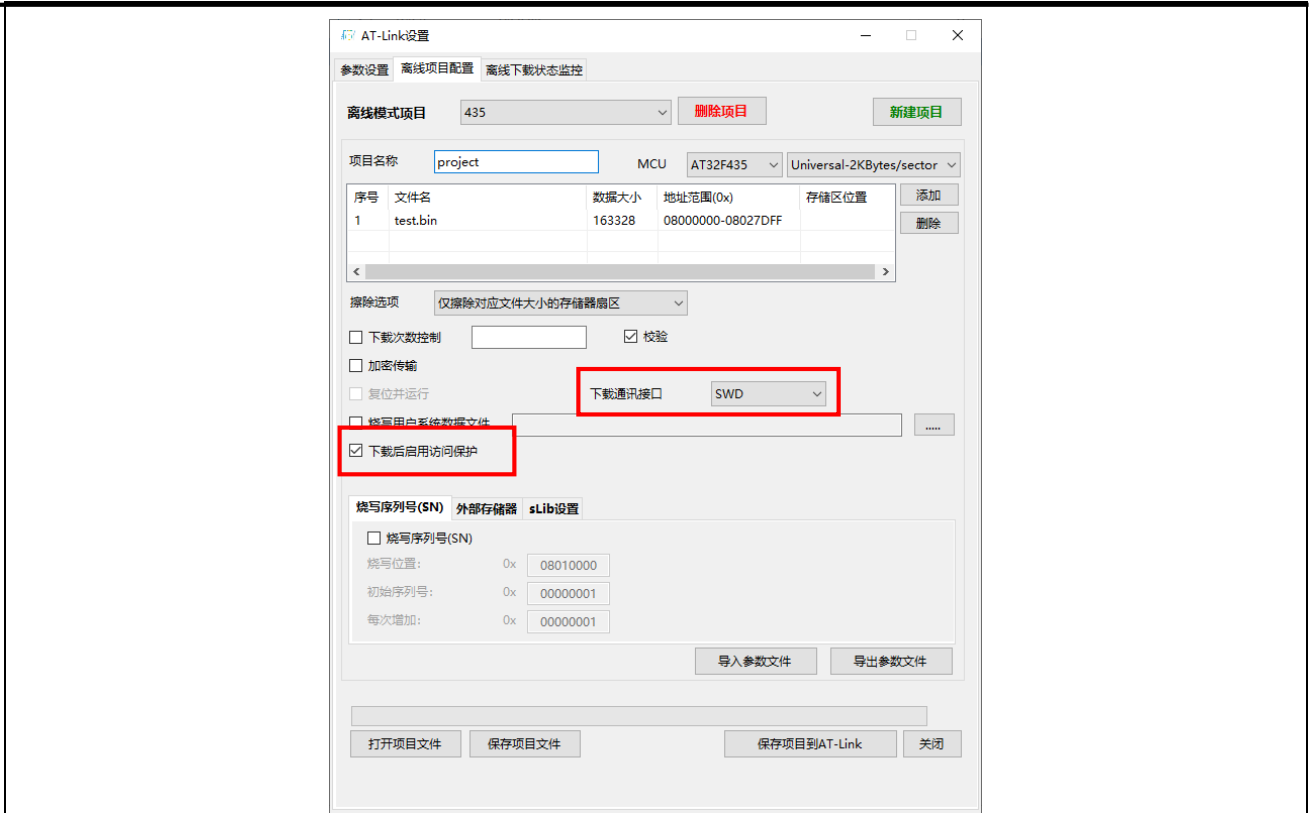 AT-Link设置
参数设置 离线项目配置 离线下载状态监控
离线模式项目 435 删除项目 新建项目
项目名称 project MCU AT32F435 Universal-2KBytes/sector
序号 文件名 数据大小 地址范围(0x) 存储区位置 添加
1 test.bin 163328 08000000-08027DFF 删除
擦除选项 仅擦除对应文件大小的存储器扇区
下载次数控制 校验
加密传输
复位并运行 下载通讯接口 SWD
烧写用户系统数据文件 .....
下载后启用访问保护
烧写序列号(SN) 外部存储器 sLib设置
烧写序列号(SN)
烧写位置: 0x 08010000
初始序列号: 0x 00000001
每次增加: 0x 00000001
导入参数文件 导出参数文件
打开项目文件 保存项目文件 保存项目到AT-Link 关闭